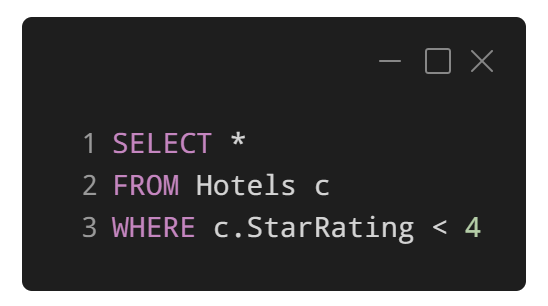 1 SELECT *
2 FROM Hotels c
3 WHERE c.StarRating < 4